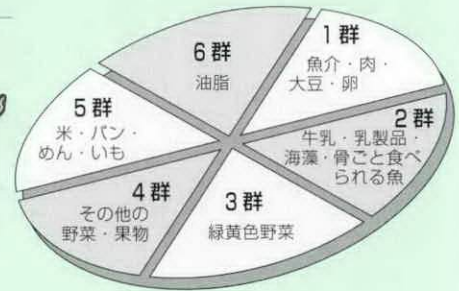 1群
魚介・肉・
大豆・卵
2群
牛乳・乳製品・
海藻・骨ごと食べ
られる魚
3群
緑黄色野菜
4群
その他の
野菜・果物
5群
米・パン・
めん・いも
6群
油脂